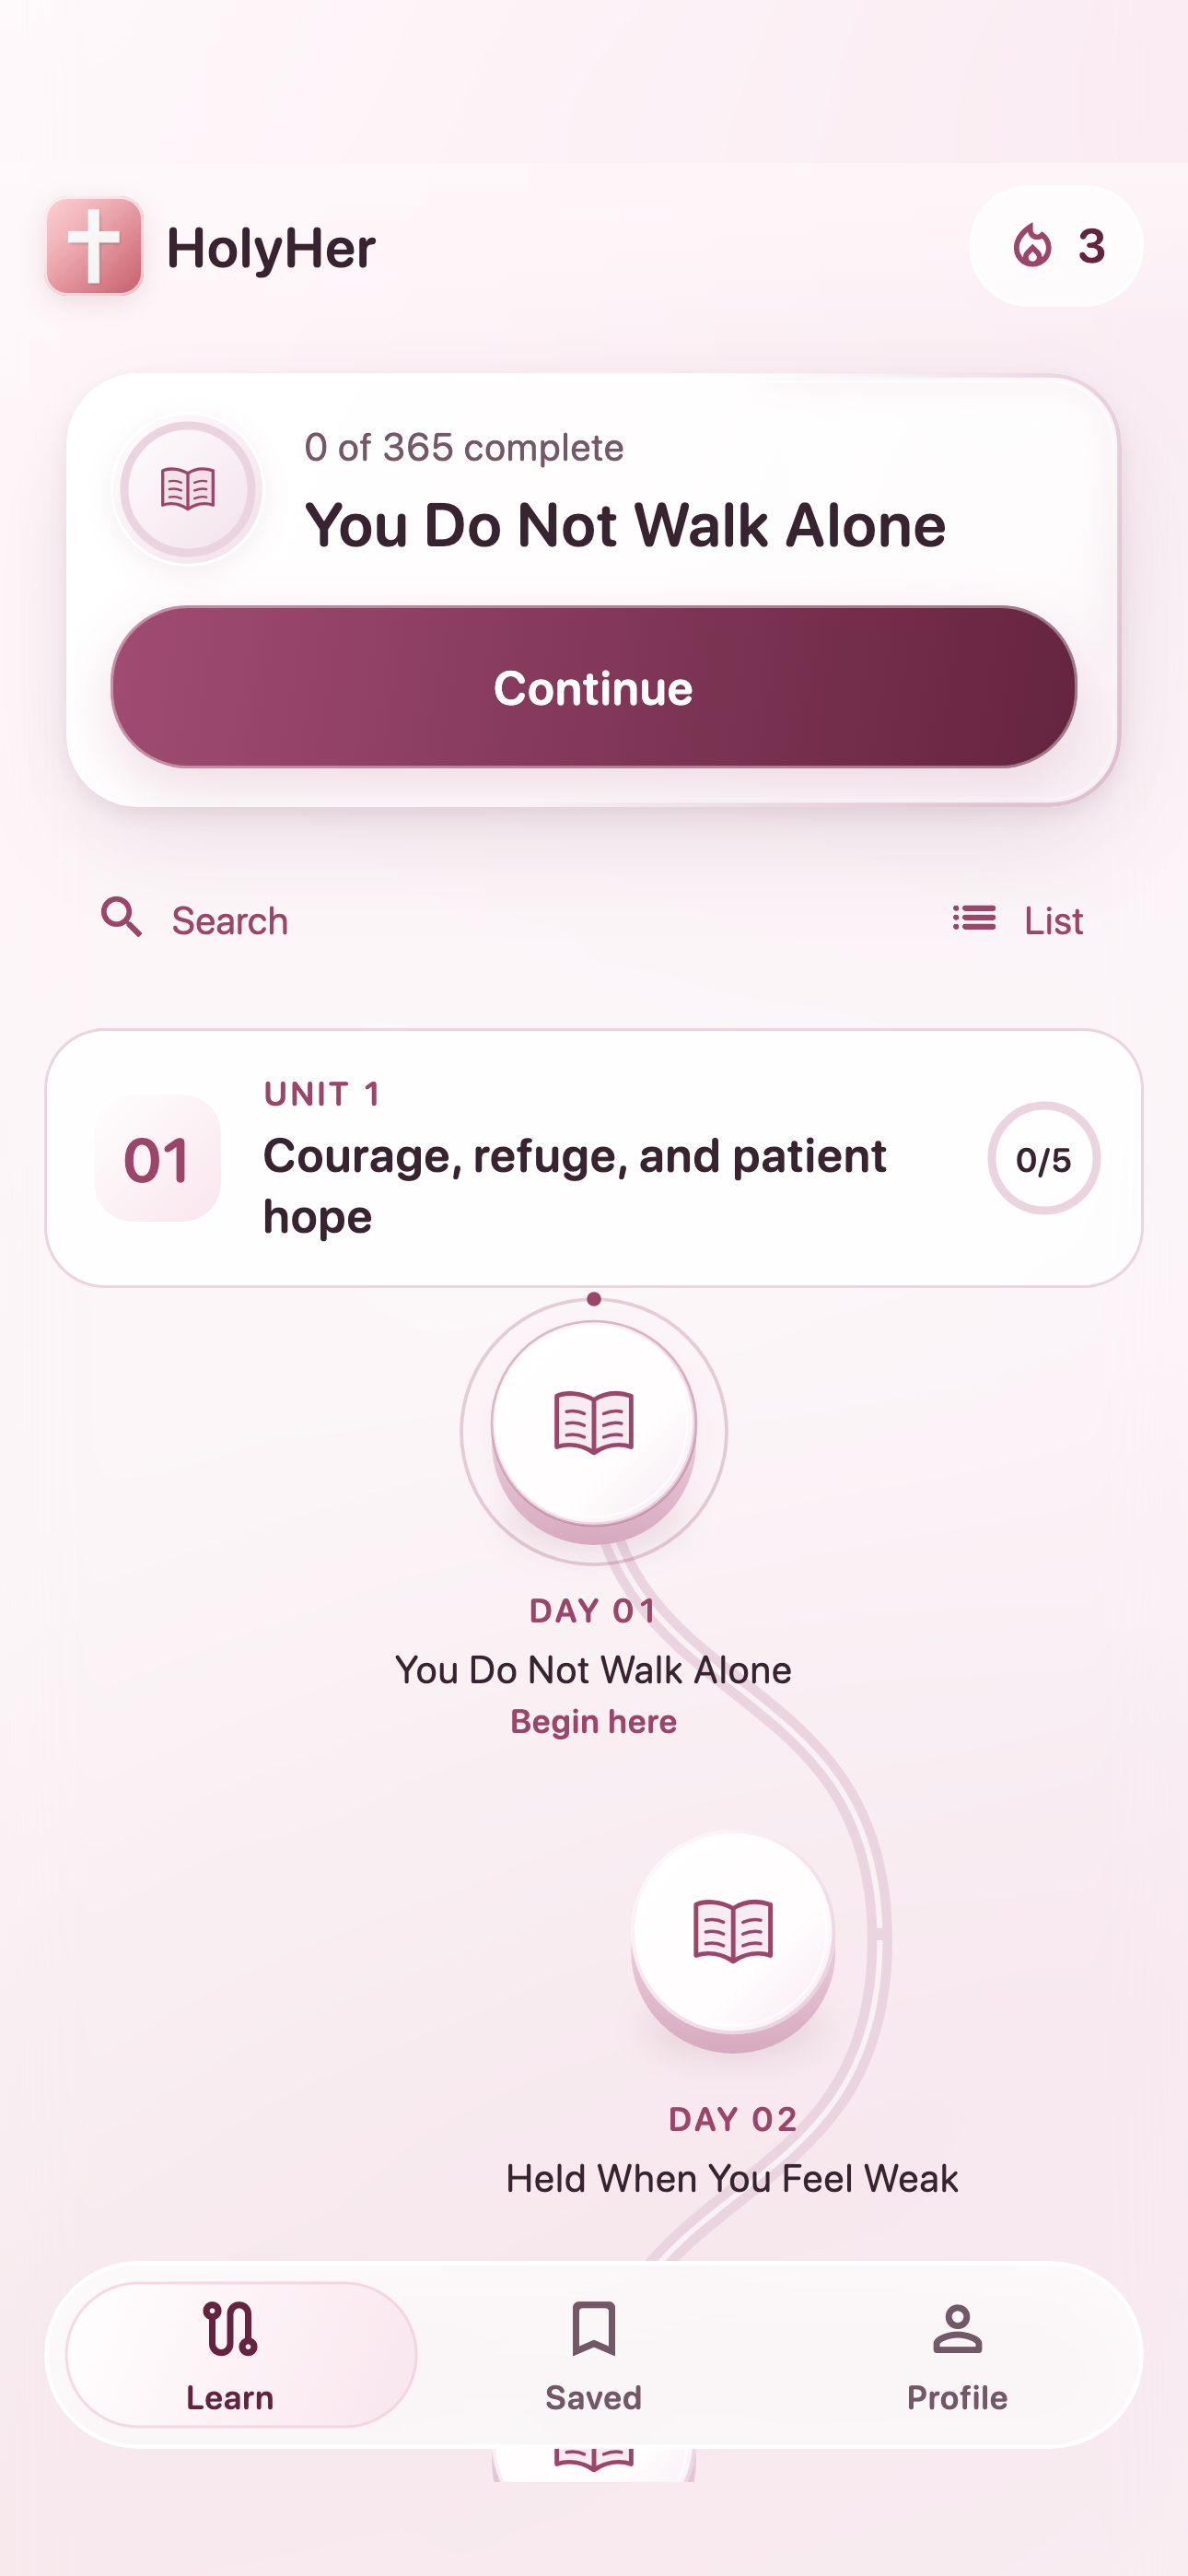 HolyHer
3
0 of 365 complete
You Do Not Walk Alone
Continue
Search
List
UNIT 1
01
Courage, refuge, and patient
hope
0/5
DAY 01
You Do Not Walk Alone
Begin here
DAY 02
Held When You Feel Weak
Learn
Saved
Profile